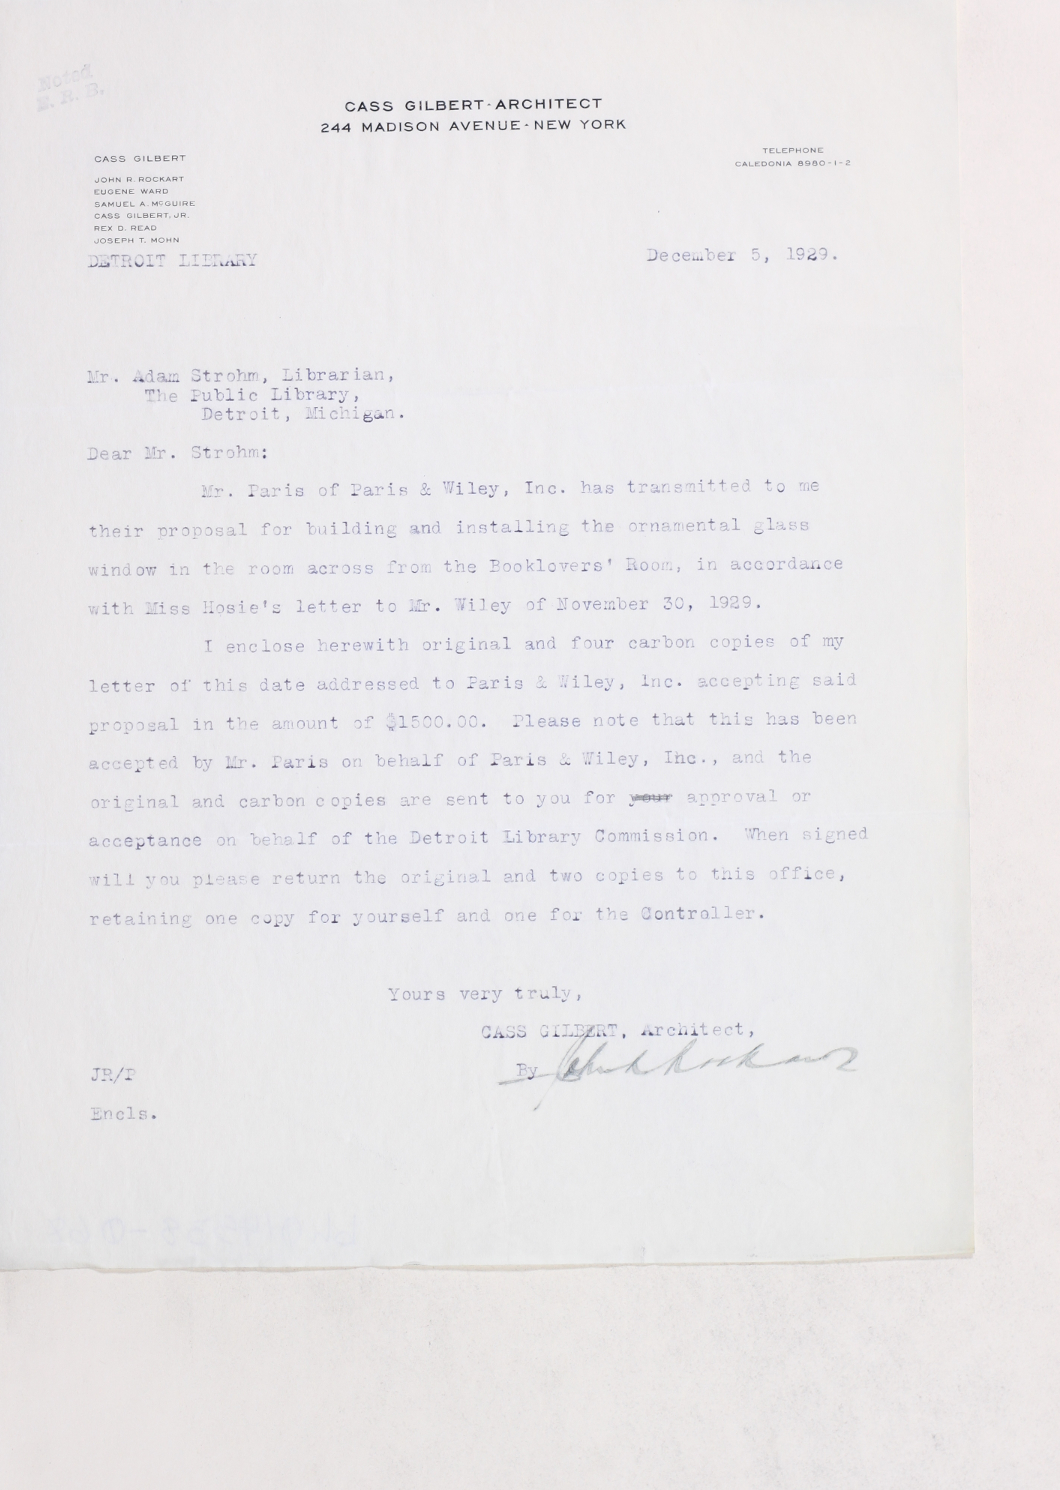 Noted
CASS GILBERT-ARCHITECT
244 MADISON AVENUE-NEW YORK
TELEPHONE
CALEDONIA 8980-1-2
CASS GILBERT
JOHN R. ROCKART
EUGENE WARD
SAMUEL A. McGUIRE
CASS GILBERT, JR.
REX D. READ
JOSEPH T. MOHN
DETROIT LIBRARY
December 5, 1929.
Mr. Adam Strohm, Librarian,
The Public Library,
Detroit, Michigan.
Dear Mr. Strohm:
Mr. Paris of Paris & Wiley, Inc. has transmitted to me
their proposal for building and installing the ornamental glass
window in the room across from the Booklovers' Room, in accordance
with Miss Hosie's letter to Mr. Wiley of November 30, 1929.
I enclose herewith original and four carbon copies of my
letter of this date addressed to Paris & Wiley, Inc. accepting said
proposal in the amount of $1500.00. Please note that this has been
accepted by Mr. Paris on behalf of Paris & Wiley, Inc., and the
original and carbon copies are sent to you for your approval or
acceptance on behalf of the Detroit Library Commission. When signed
will you please return the original and two copies to this office,
retaining one copy for yourself and one for the Controller.
Yours very truly,
CASS GILBERT, Architect,
By John R. Rockart
JR/P
Encls.